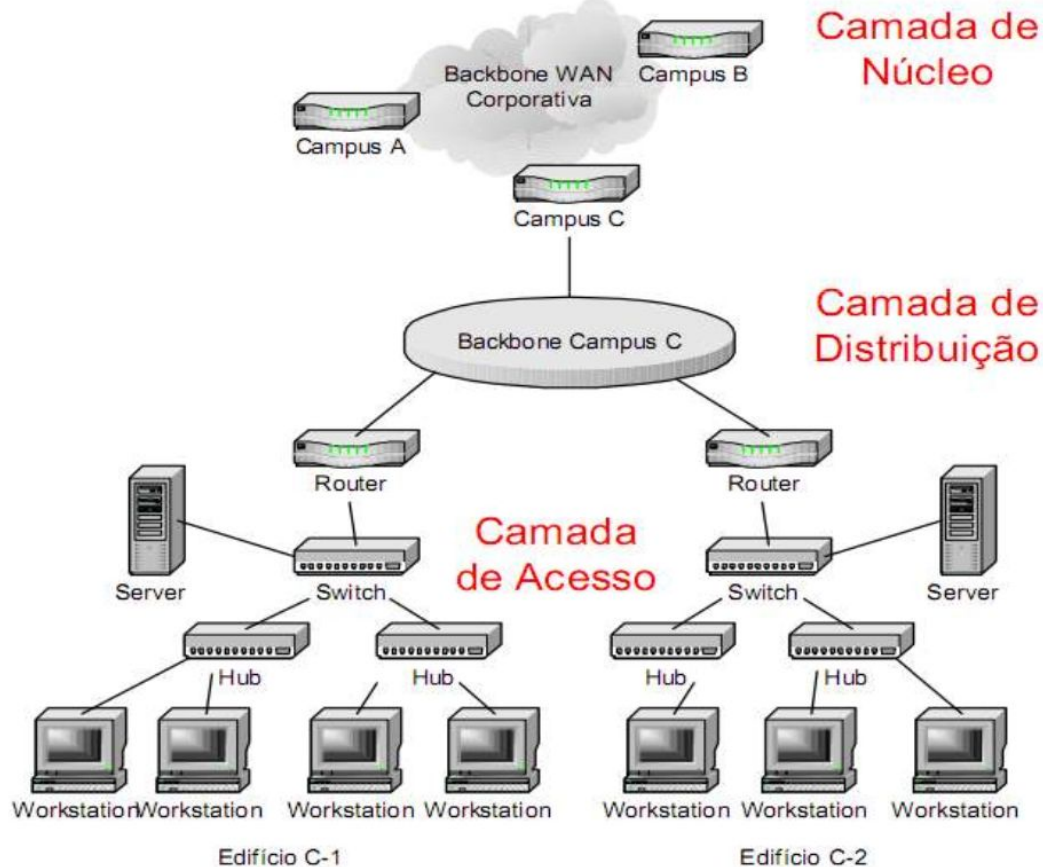 Camada de
Núcleo
Backbone WAN
Corporativa
Campus B
Campus A
Campus C
Camada de
Distribuição
Backbone Campus C
Router
Router
Camada
de Acesso
Server
Switch
Switch
Server
Hub
Hub
Hub
Hub
Workstation
Workstation
Workstation
Workstation
Workstation
Workstation
Workstation
Edifício C-1
Edifício C-2